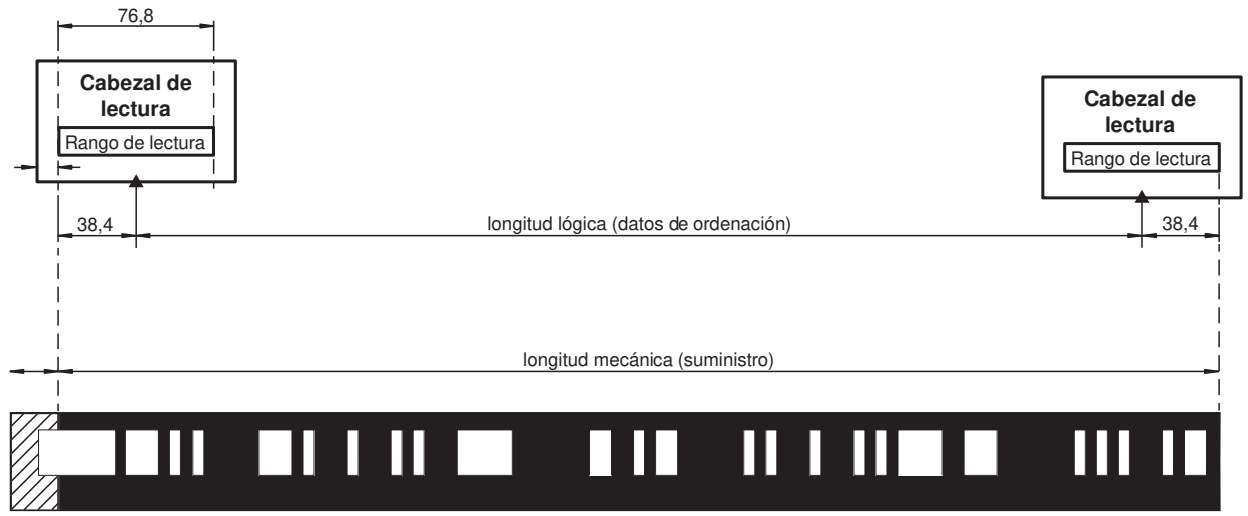 76,8
Cabezal de
lectura
Rango de lectura
Cabezal de
lectura
Rango de lectura
38,4
longitud lógica (datos de ordenación)
38,4
longitud mecánica (suministro)